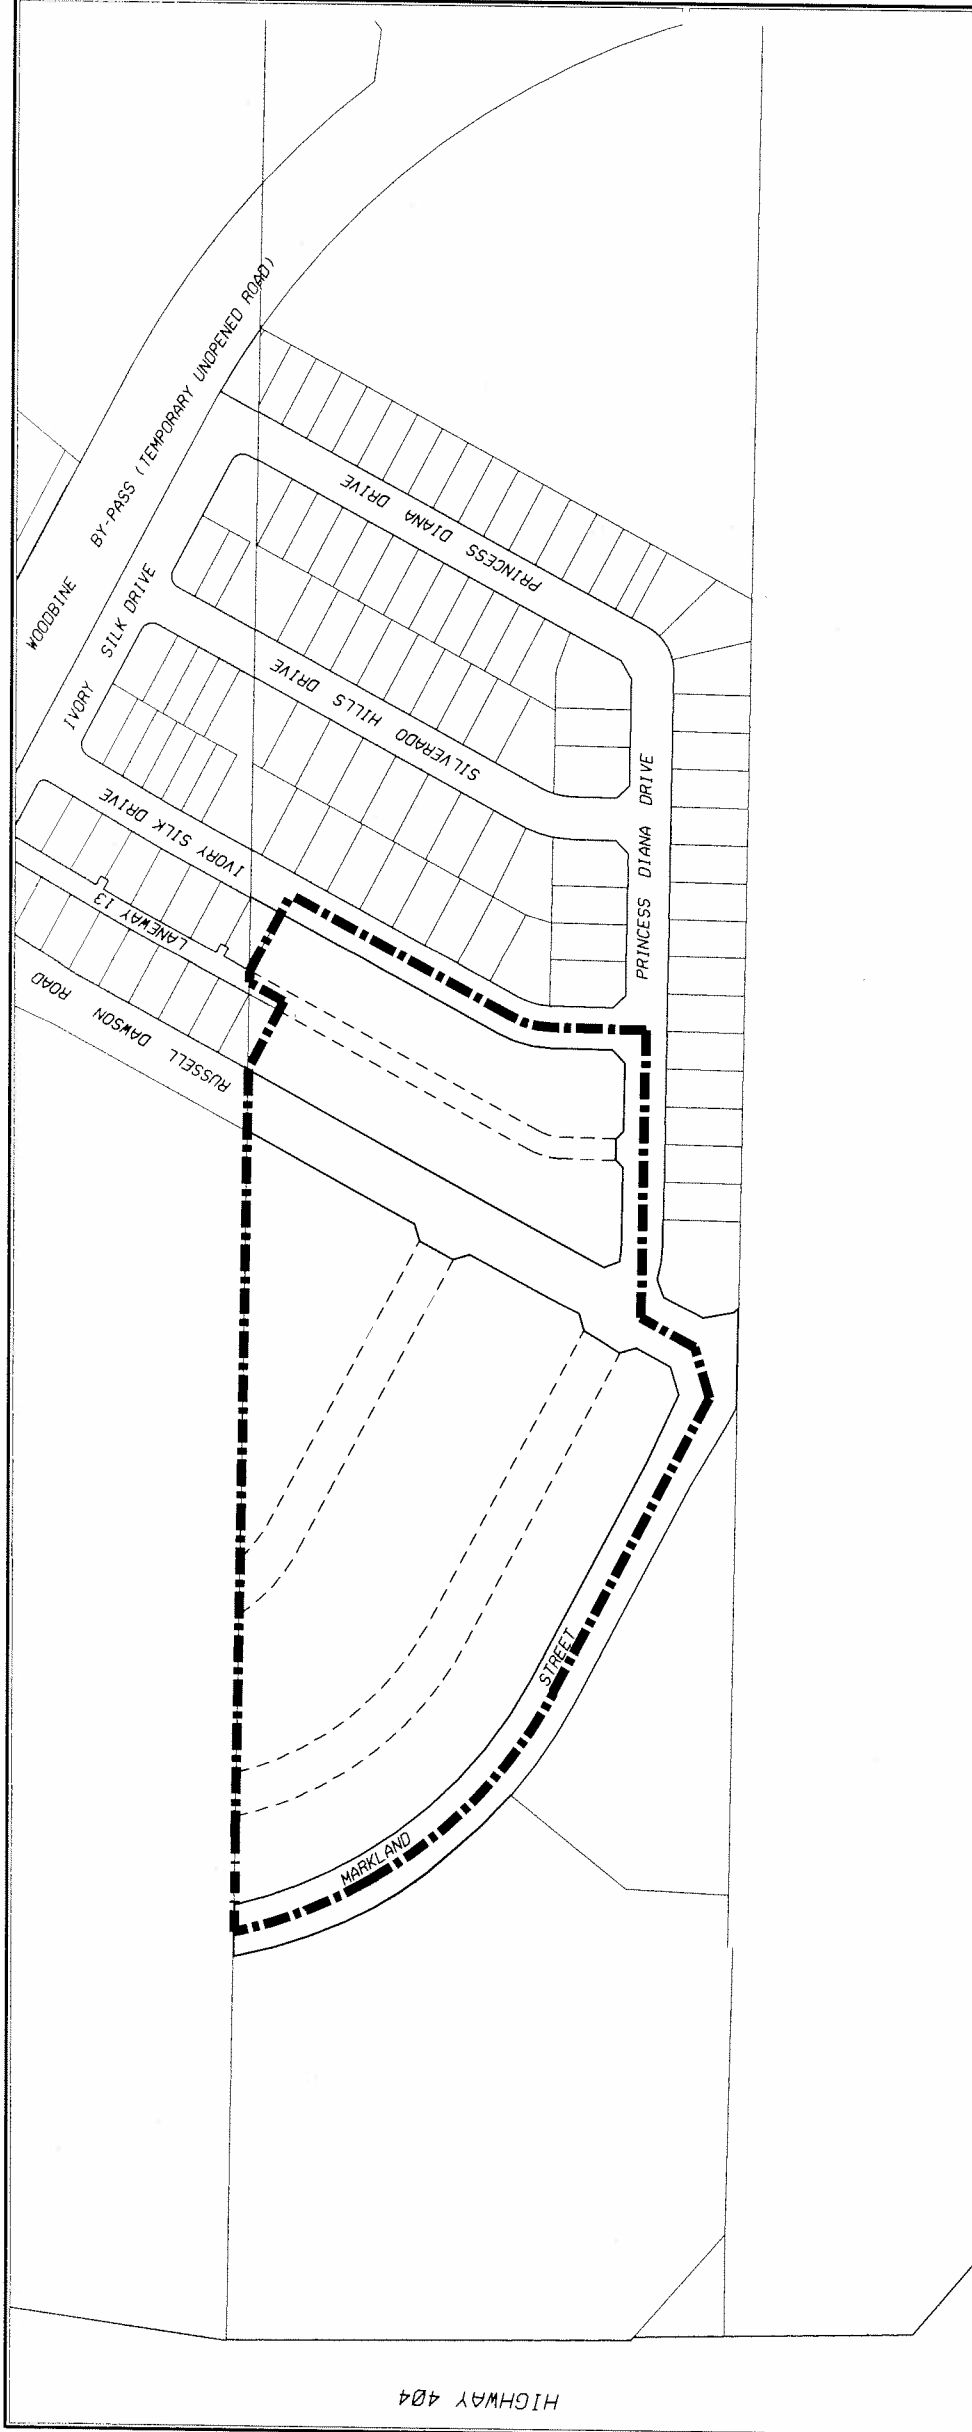 WOODBINE BY-PASS (TEMPORARY UNOPENED ROAD)
IVORY SILK DRIVE
PRINCESS DIANA DRIVE
SILVERADO HILLS DRIVE
IVORY SILK DRIVE
LANEWAY 13
RUSSELL DAWSON ROAD
PRINCESS DIANA DRIVE
MARKLAND STREET
HIGHWAY 404